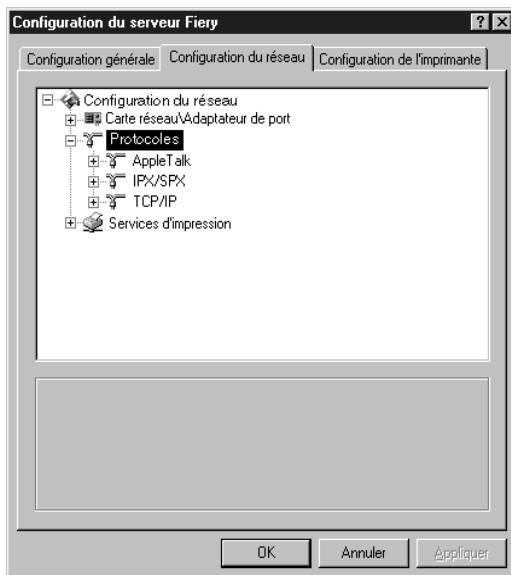 Configuration du serveur Fiery
Configuration générale Configuration du réseau Configuration de l'imprimante
Configuration du réseau
Carte réseau\Adaptateur de port
Protocoles
AppleTalk
IPX/SPX
TCP/IP
Services d'impression
OK Annuler Appliquer